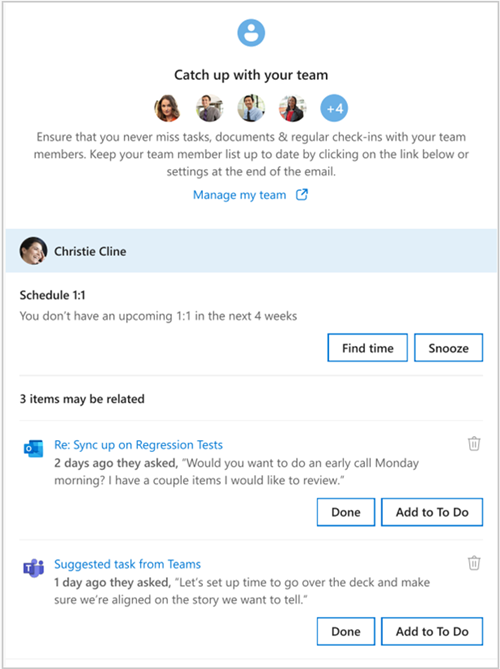 Catch up with your team
+4
Ensure that you never miss tasks, documents & regular check-ins with your team
members. Keep your team member list up to date by clicking on the link below or
settings at the end of the email.
Manage my team
Christie Cline
Schedule 1:1
You don't have an upcoming 1:1 in the next 4 weeks
Find time
Snooze
3 items may be related
Re: Sync up on Regression Tests
2 days ago they asked, "Would you want to do an early call Monday
morning? I have a couple items I would like to review."
Done
Add to To Do
Suggested task from Teams
1 day ago they asked, "Let's set up time to go over the deck and make
sure we're aligned on the story we want to tell."
Done
Add to To Do